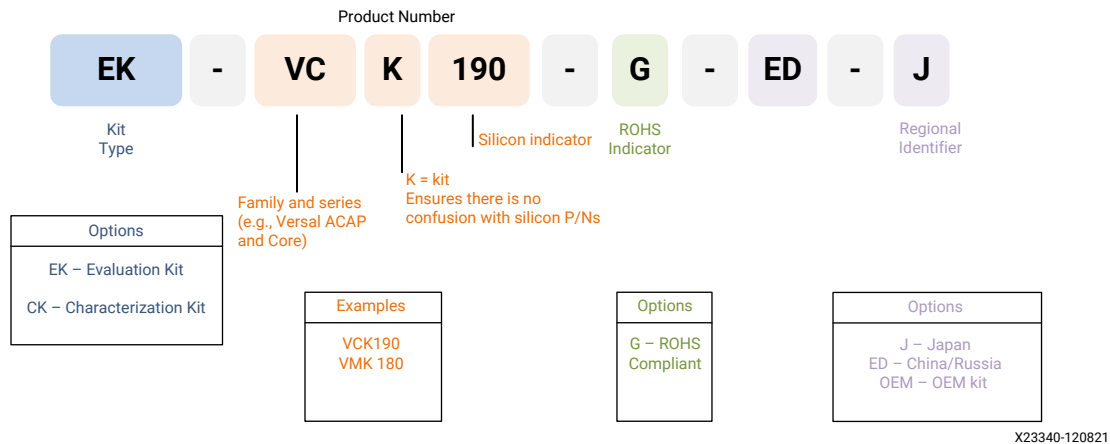 Product Number
EK - VC K 190 - G - ED - J
Kit
Type
Silicon indicator
ROHS
Indicator
Regional
Identifier
K = kit
Ensures there is no
confusion with silicon P/Ns
Family and series
(e.g., Versal ACAP
and Core)
Options
EK – Evaluation Kit
CK – Characterization Kit
Examples
VCK190
VMK 180
Options
G – ROHS
Compliant
Options
J – Japan
ED – China/Russia
OEM – OEM kit
X23340-120821